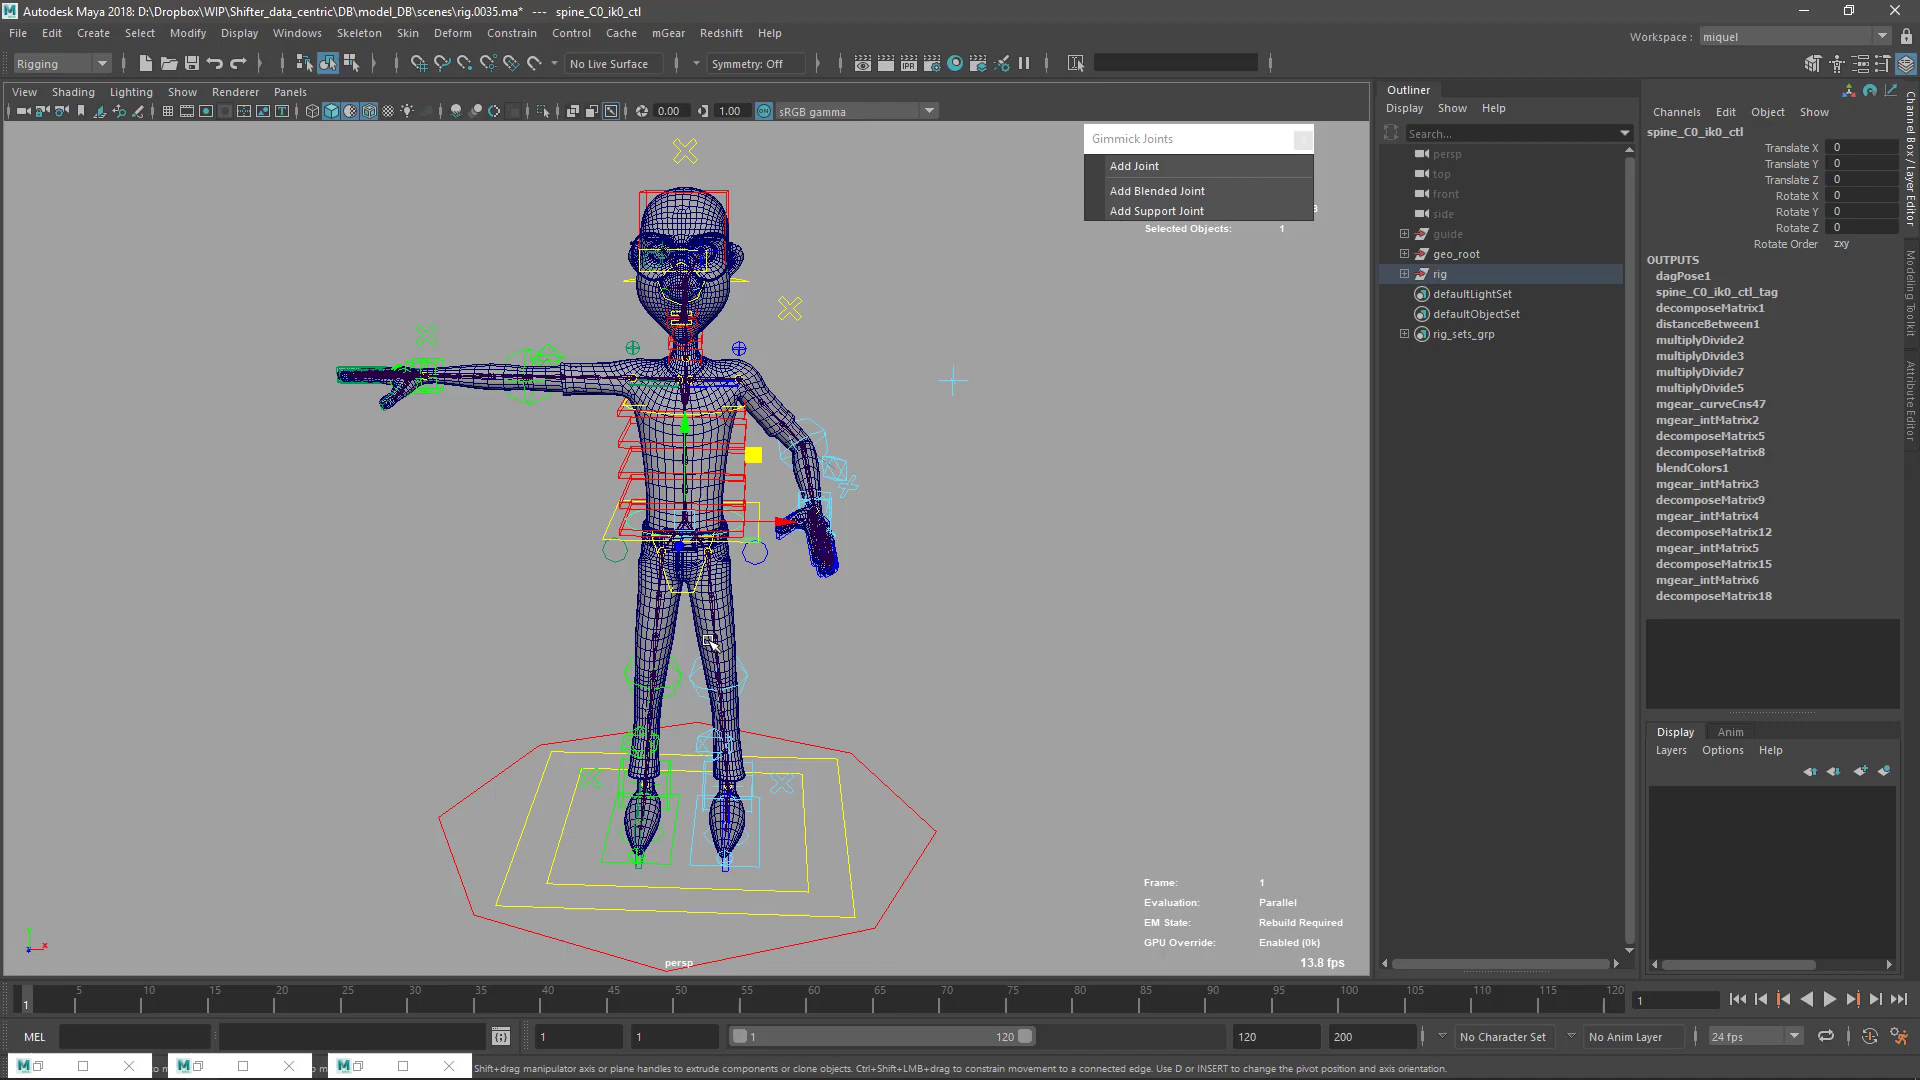 Autodesk Maya 2018: D:\Dropbox\WIP\Shifter_data_centric\DB\model_DB\scenes\rig.0035.ma*  ---  spine_C0_ik0_ctl
File Edit Create Select Modify Display Windows Skeleton Skin Deform Constrain Control Cache mGear Redshift Help
Workspace : miquel
Rigging
No Live Surface
Symmetry: Off
View Shading Lighting Show Renderer Panels
0.00
1.00
sRGB gamma
Gimmick Joints
Add Joint
Add Blended Joint
Add Support Joint
Selected Objects: 1
Frame: 1
Evaluation: Parallel
EM State: Rebuild Required
GPU Override: Enabled (0k)
13.8 fps
persp
Outliner
Display Show Help
Search...
persp
top
front
side
guide
geo_root
rig
defaultLightSet
defaultObjectSet
rig_sets_grp
Channels Edit Object Show
spine_C0_ik0_ctl
Translate X 0
Translate Y 0
Translate Z 0
Rotate X 0
Rotate Y 0
Rotate Z 0
Rotate Order zxy
OUTPUTS
dagPose1
spine_C0_ik0_ctl_tag
decomposeMatrix1
distanceBetween1
multiplyDivide2
multiplyDivide3
multiplyDivide7
multiplyDivide5
mgear_curveCns47
mgear_intMatrix2
decomposeMatrix5
decomposeMatrix8
blendColors1
mgear_intMatrix3
decomposeMatrix9
mgear_intMatrix4
decomposeMatrix12
mgear_intMatrix5
decomposeMatrix15
mgear_intMatrix6
decomposeMatrix18
Display Anim
Layers Options Help
Channel Box / Layer Editor
Modeling Toolkit
Attribute Editor
1 5 10 15 20 25 30 35 40 45 50 55 60 65 70 75 80 85 90 95 100 105 110 115 120
1
MEL
1
1
1
120
120
200
No Character Set
No Anim Layer
24 fps
Shift+drag manipulator axis or plane handles to extrude components or clone objects. Ctrl+Shift+LMB+drag to constrain movement to a connected edge. Use D or INSERT to change the pivot position and axis orientation.